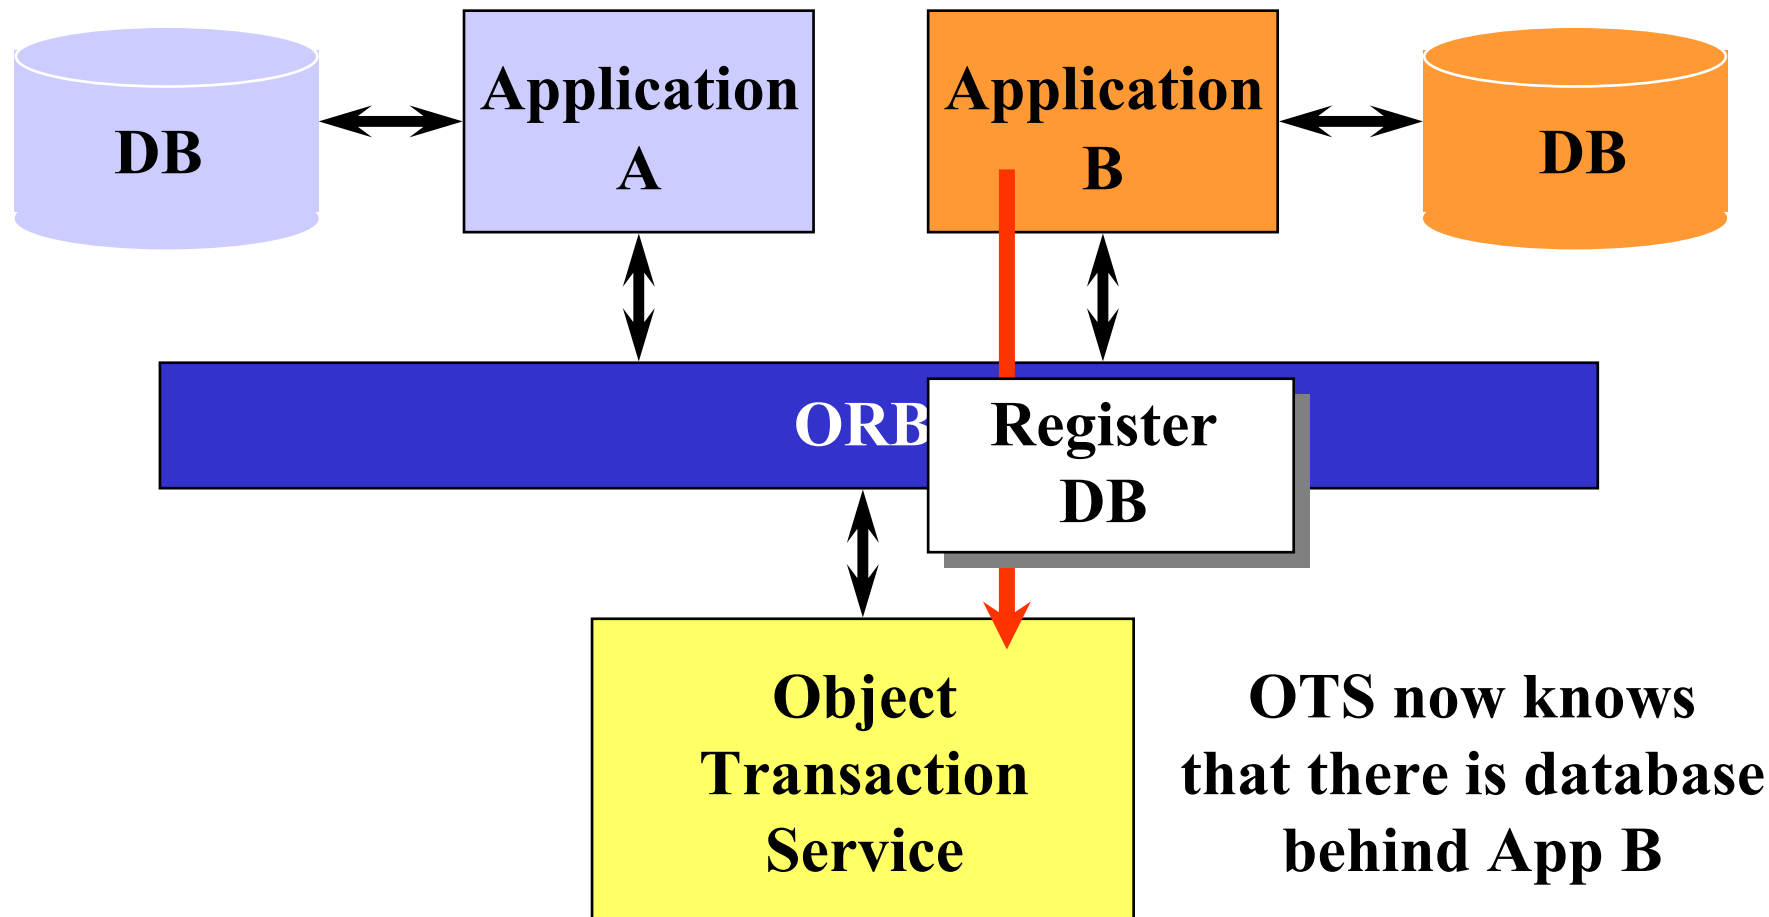 DB
Application
A
Application
B
DB
ORB
Register
DB
Object
Transaction
Service
OTS now knows
that there is database
behind App B